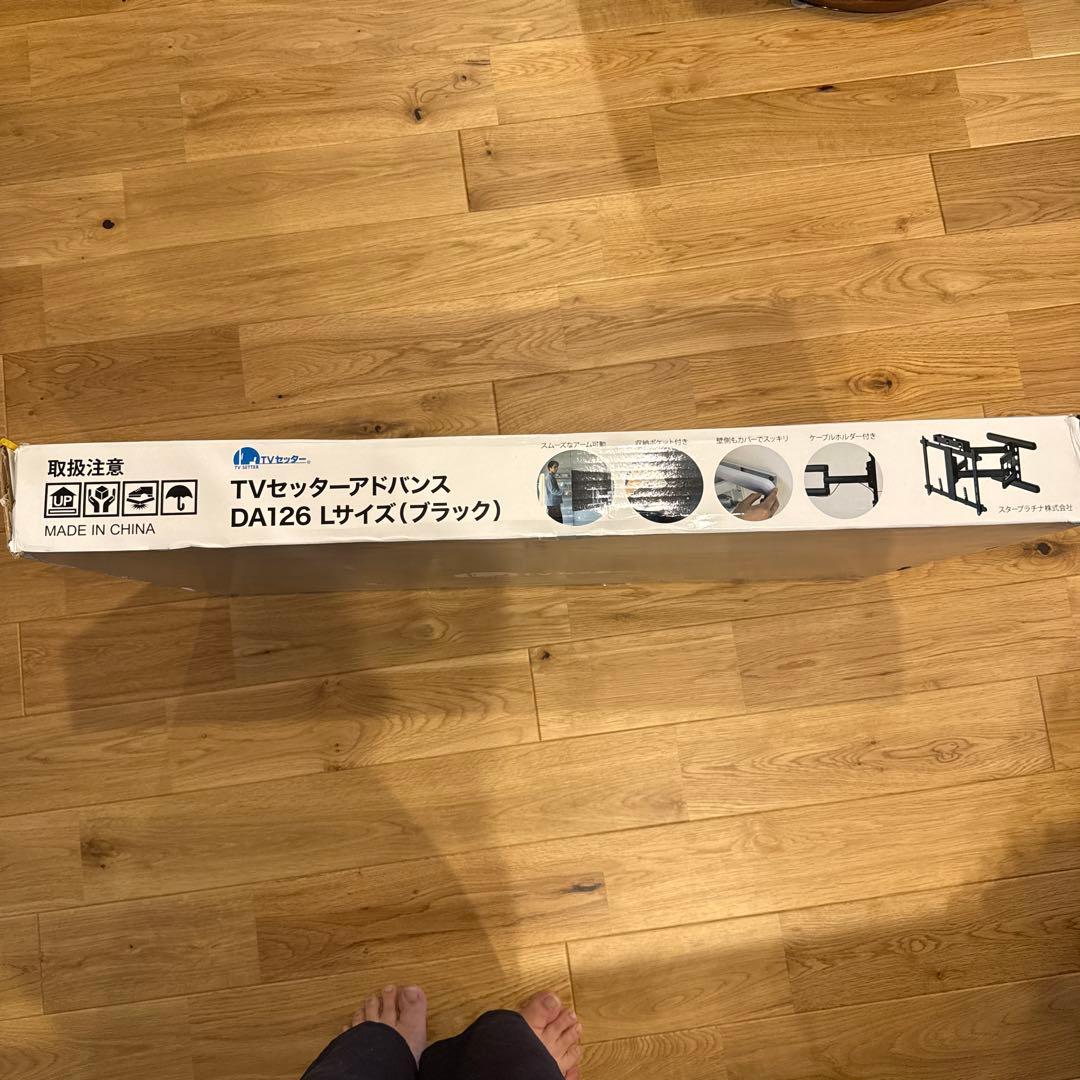 取扱注意
UP
MADE IN CHINA
TV SETTER
TVセッター®
TVセッターアドバンス
DA126 Lサイズ(ブラック)
スムーズなアーム可動
収納ポケット付き
壁側もカバーでスッキリ
ケーブルホルダー付き
スタープラチナ株式会社